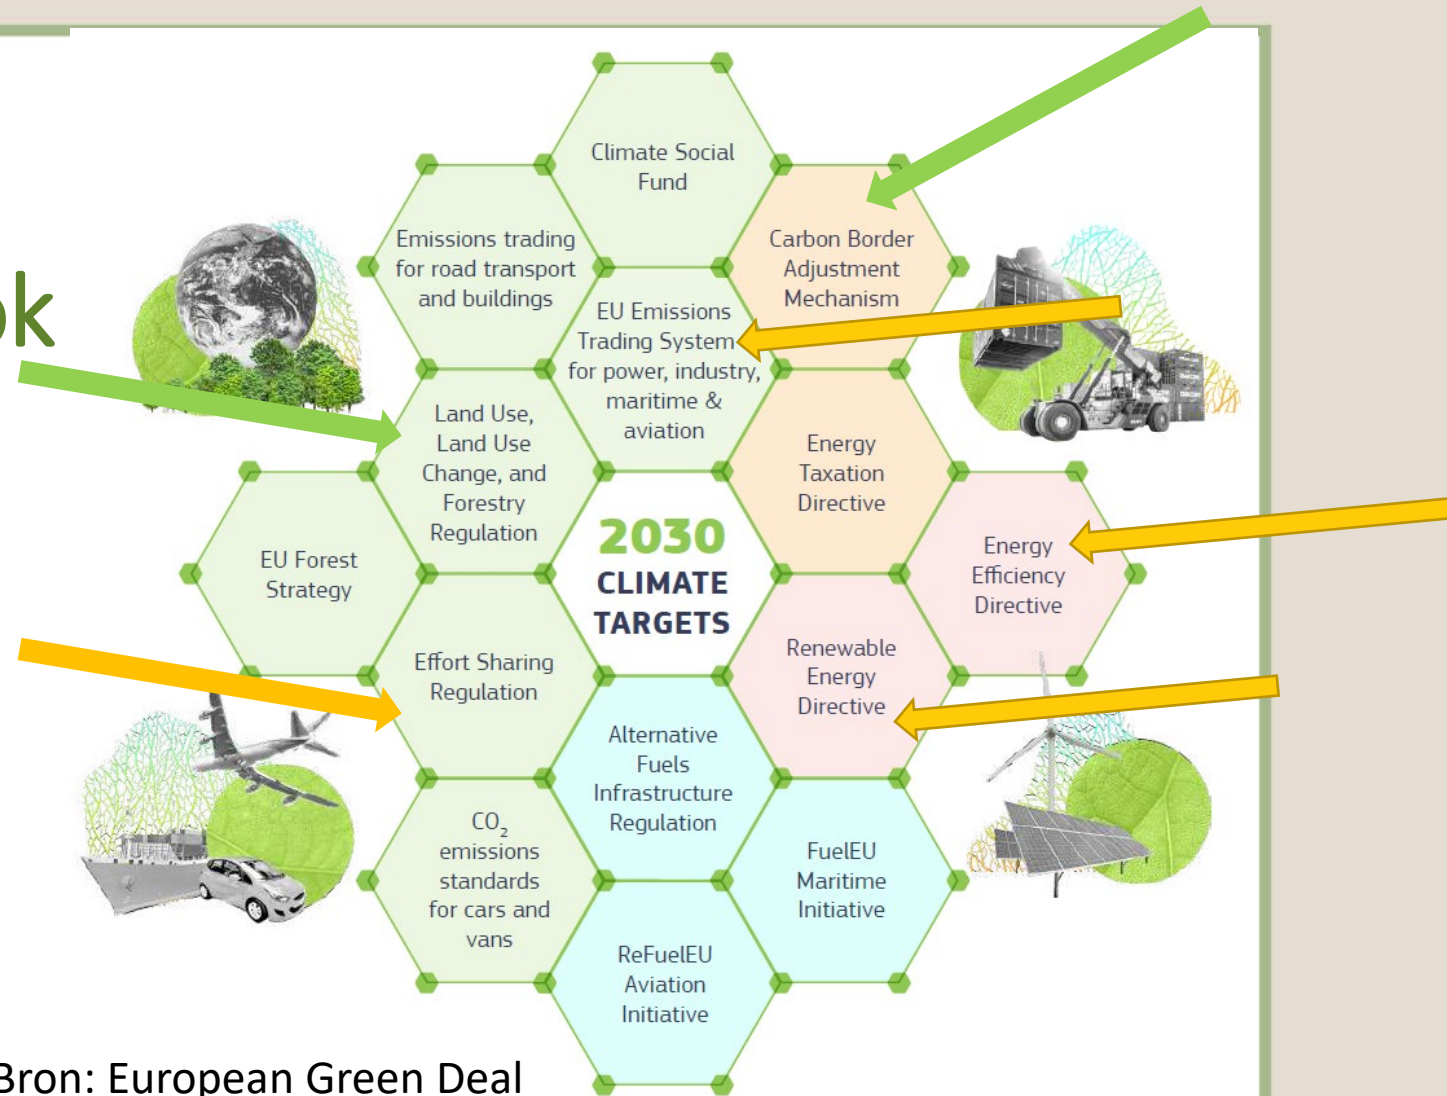 Climate Social
Fund
Emissions trading
for road transport
and buildings
Carbon Border
Adjustment
Mechanism
EU Emissions
Trading System
for power, industry,
maritime &
aviation
ok
Land Use,
Land Use
Change, and
Forestry
Regulation
Energy
Taxation
Directive
2030
CLIMATE
TARGETS
EU Forest
Strategy
Energy
Efficiency
Directive
Effort Sharing
Regulation
Renewable
Energy
Directive
Alternative
Fuels
Infrastructure
Regulation
CO₂
emissions
standards
for cars and
vans
FuelEU
Maritime
Initiative
ReFuelEU
Aviation
Initiative
Bron: European Green Deal